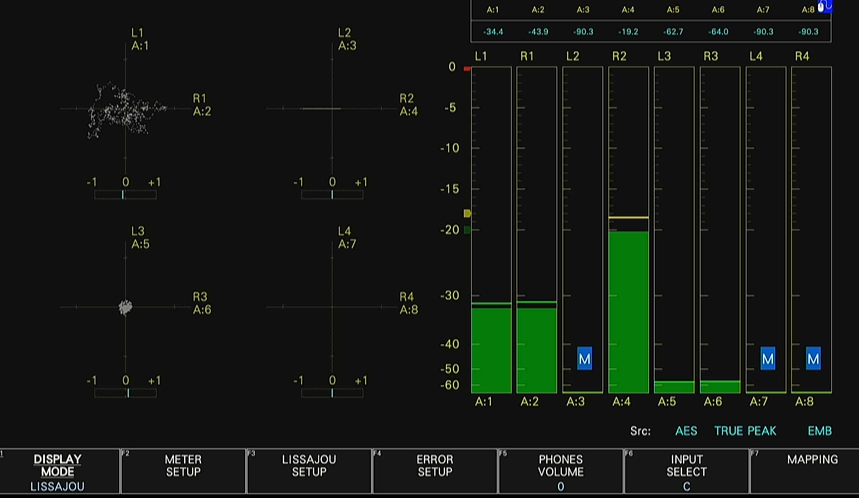 A:1 A:2 A:3 A:4 A:5 A:6 A:7 A:8
-34.4 -43.9 -90.3 -19.2 -62.7 -64.0 -90.3 -90.3
L1 R1 L2 R2 L3 R3 L4 R4
0
-5
-10
-15
-20
-30
-40
-50
-60
M M M
A:1 A:2 A:3 A:4 A:5 A:6 A:7 A:8
Src: AES TRUE PEAK EMB
L1
A:1
R1
A:2
-1 0 +1
L2
A:3
R2
A:4
-1 0 +1
L3
A:5
R3
A:6
-1 0 +1
L4
A:7
R4
A:8
-1 0 +1
1
DISPLAY
MODE
LISSAJOU
F2
METER
SETUP
F3
LISSAJOU
SETUP
F4
ERROR
SETUP
F5
PHONES
VOLUME
0
F6
INPUT
SELECT
C
F7
MAPPING